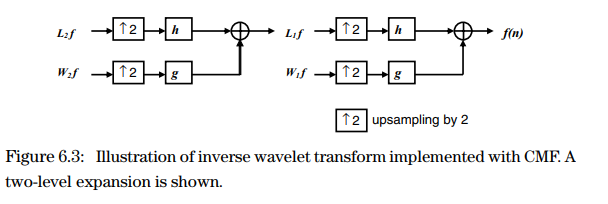 L₂f ↑2 h L₁f ↑2 h f(n)
W₂f ↑2 g W₁f ↑2 g
↑2 upsampling by 2
Figure 6.3: Illustration of inverse wavelet transform implemented with CMF. A
two-level expansion is shown.